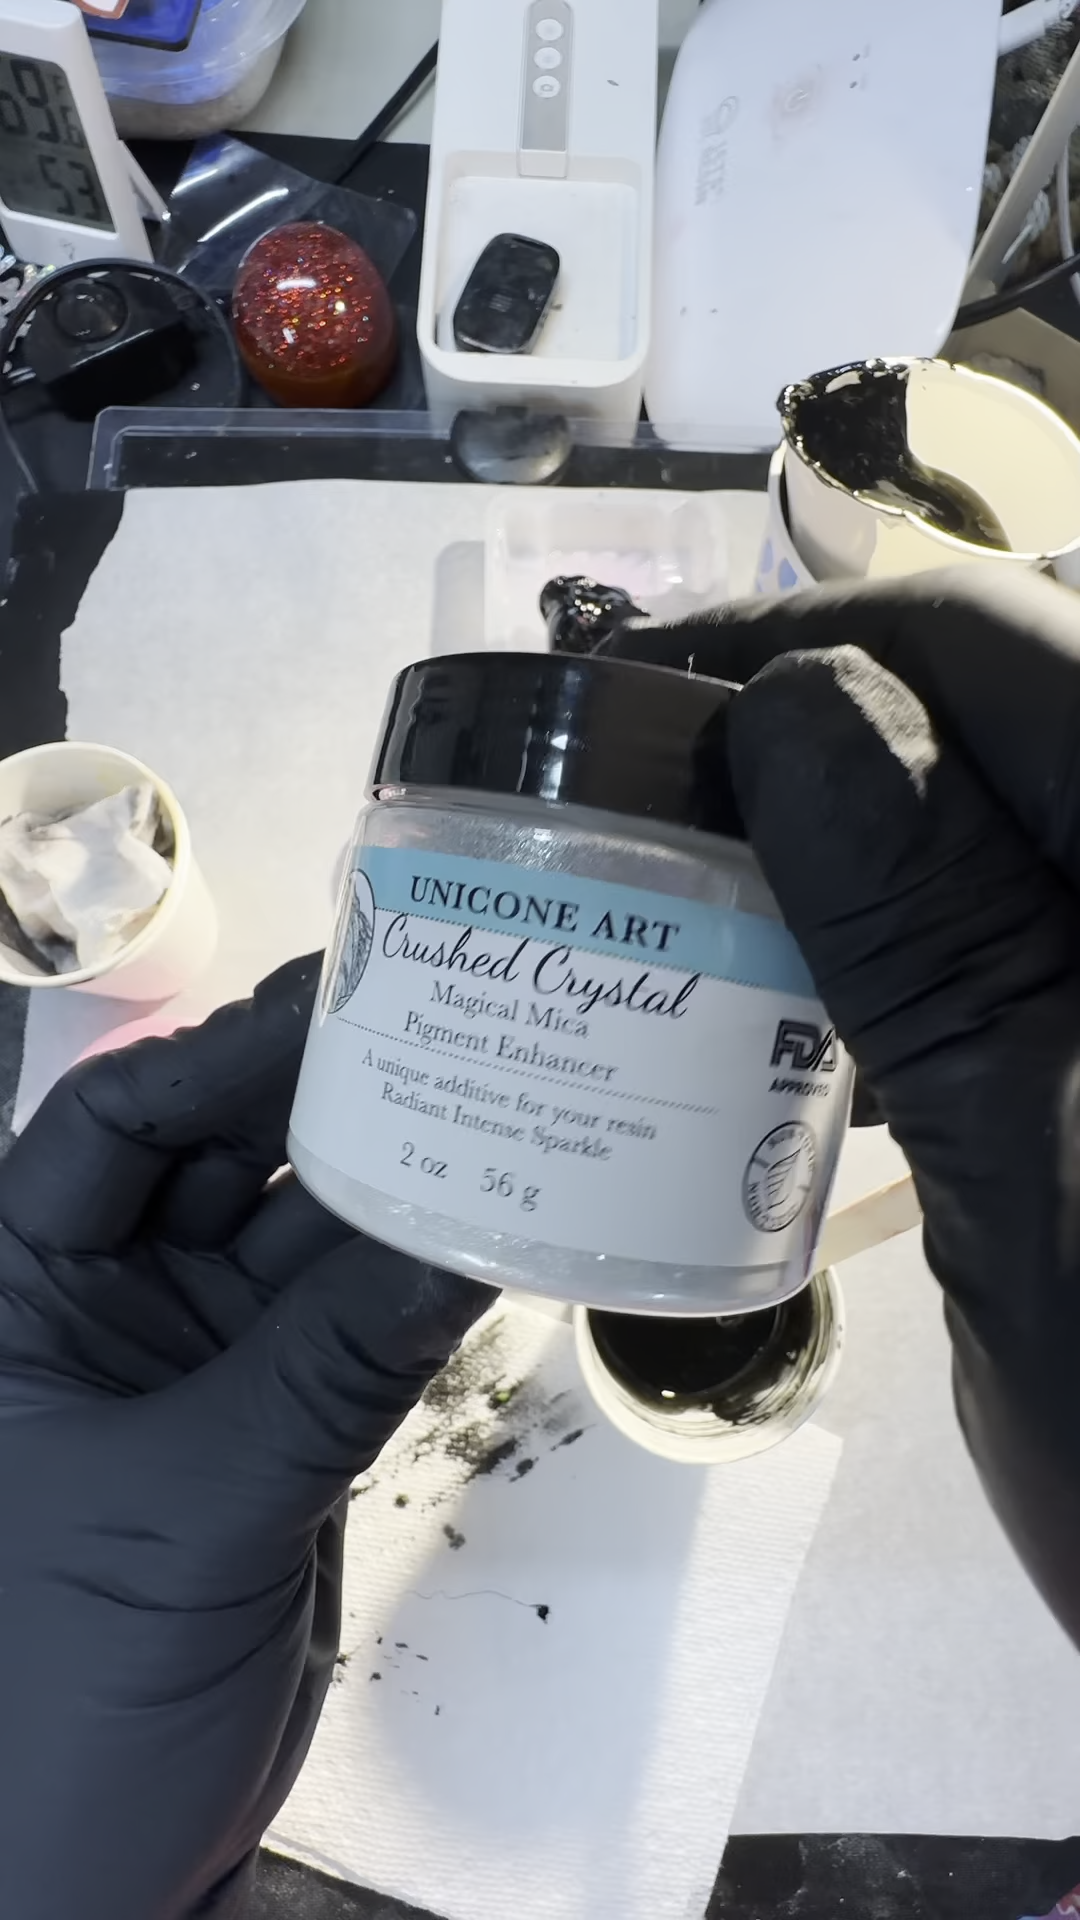 UNICONE ART
Crushed Crystal
Magical Mica
Pigment Enhancer
A unique additive for your resin
Radiant Intense Sparkle
2 oz 56 g
FDA
APPROVED
53